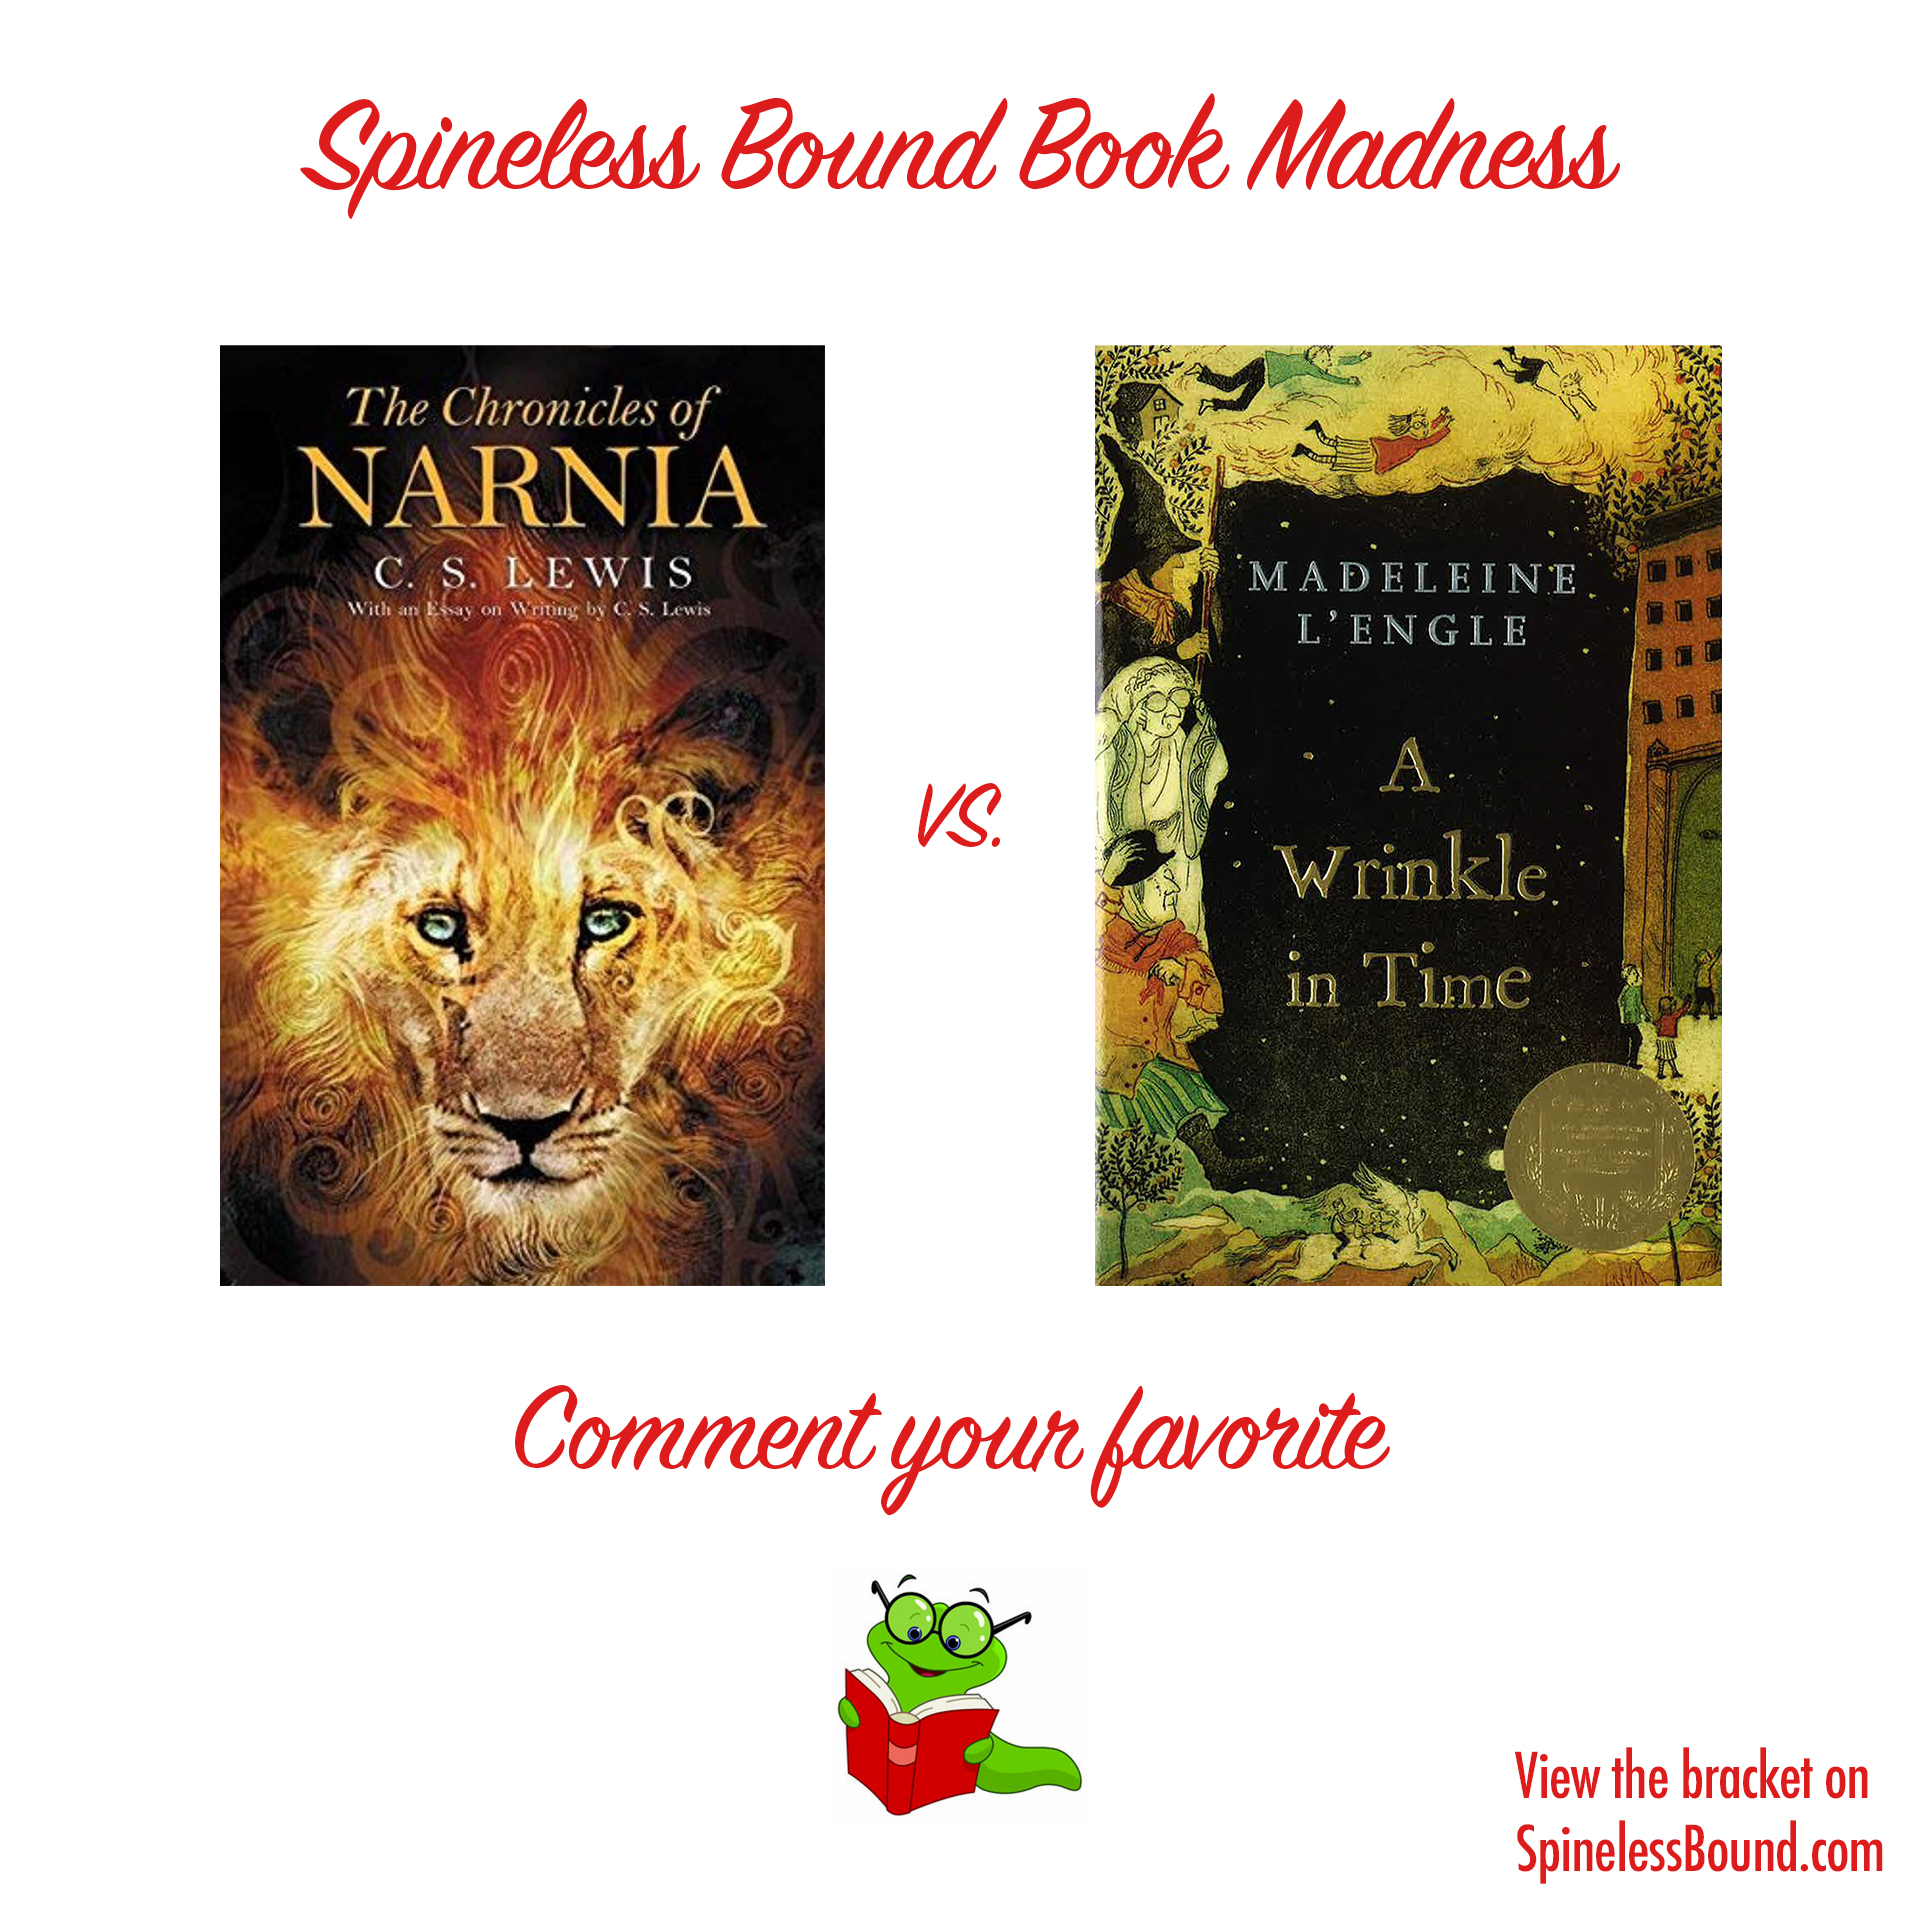 Spineless Bound Book Madness
The Chronicles of
NARNIA
C. S. LEWIS
With an Essay on Writing by C. S. Lewis
vs.
MADELEINE
L'ENGLE
A
Wrinkle
in Time
Comment your favorite
View the bracket on
SpinelessBound.com